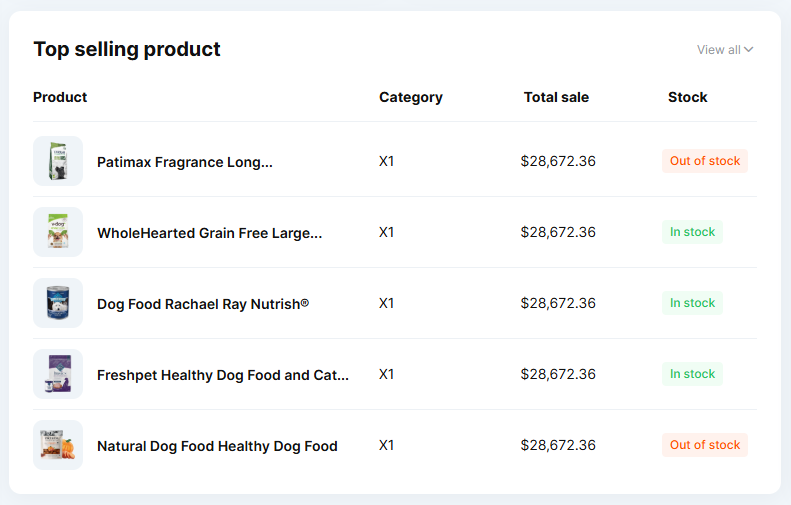 Top selling product
View all
Product Category Total sale Stock
Patimax Fragrance Long... X1 $28,672.36 Out of stock
WholeHearted Grain Free Large... X1 $28,672.36 In stock
Dog Food Rachael Ray Nutrish® X1 $28,672.36 In stock
Freshpet Healthy Dog Food and Cat... X1 $28,672.36 In stock
Natural Dog Food Healthy Dog Food X1 $28,672.36 Out of stock